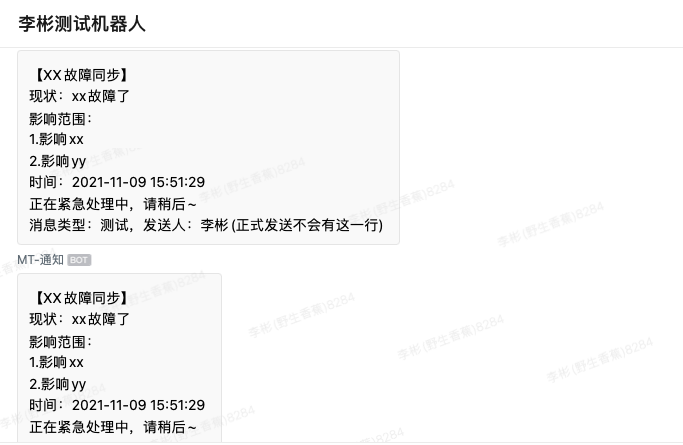 李彬测试机器人
【XX故障同步】
现状：xx故障了
影响范围：
1.影响xx
2.影响yy
时间：2021-11-09 15:51:29
正在紧急处理中，请稍后~
消息类型：测试，发送人：李彬(正式发送不会有这一行)
MT-通知 BOT
【XX故障同步】
现状：xx故障了
影响范围：
1.影响xx
2.影响yy
时间：2021-11-09 15:51:29
正在紧急处理中，请稍后~
李彬(野生香蕉)8284
李彬(野生香蕉)8284
李彬(野生香蕉)8284
李彬(野生香蕉)8284
李彬(野生香蕉)8284
李彬(野生香蕉)8284